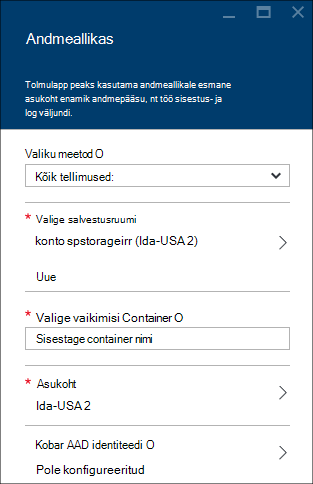 Andmeallikas
Tolmulapp peaks kasutama andmeallikale esmane
asukoht enamik andmepääsu, nt töö sisestus- ja
log väljundi.
Valiku meetod O
Kõik tellimused:
* Valige salvestusruumi
konto spstorageirr (Ida-USA 2)
Uue
* Valige vaikimisi Container O
Sisestage container nimi
* Asukoht
Ida-USA 2
Kobar AAD identiteedi O
Pole konfigureeritud